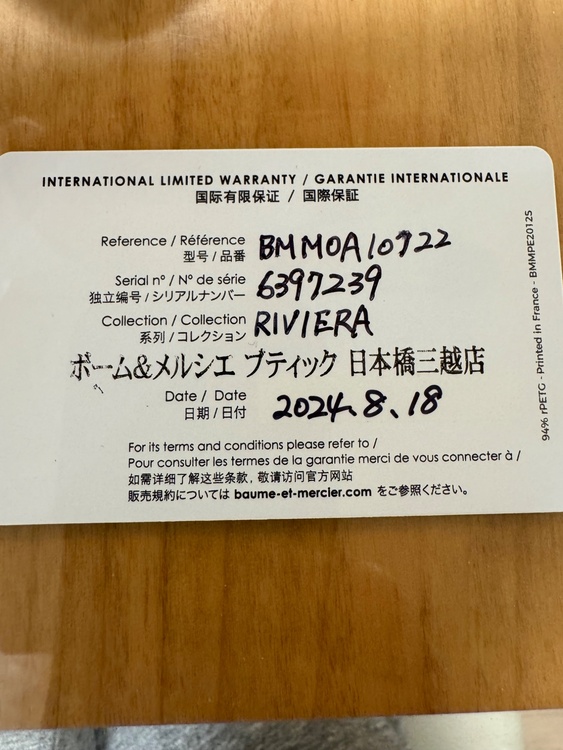 INTERNATIONAL LIMITED WARRANTY / GARANTIE INTERNATIONALE
国际有限保证 / 国際保証
Reference / Référence BMM0A10722
型号 / 品番
Serial nº / Nº de série 6397239
独立编号 / シリアルナンバー
Collection / Collection RIVIERA
系列 / コレクション
ボーム&メルシエ ブティック 日本橋三越店
Date / Date 2024.8.18
日期 / 日付
For its terms and conditions please refer to /
Pour consulter les termes de la garantie merci de vous connecter à /
如需详细了解这些条款, 敬请访问官方网站
販売規約については baume-et-mercier.com をご参照ください。
94% rPETG - Printed in France - BMMPE20125